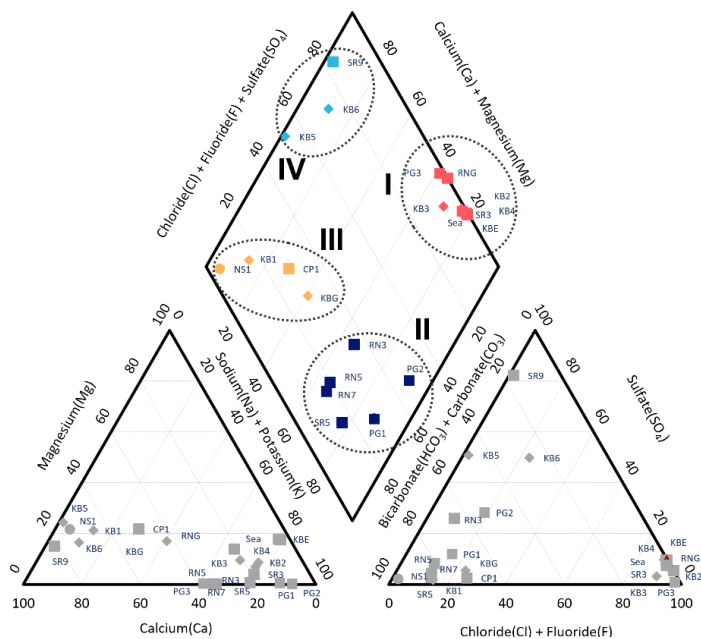 80
80
SR9
Chloride(Cl) + Fluoride(F) + Sulfate(SO4)
Calcium(Ca) + Magnesium(Mg)
60
60
KB6
KB5
40
40
IV
I
PG3
RNG
20
20
KB2
KB3
SR3
KB4
Sea
KBE
III
KB1
NS1
CP1
KBG
II
100
0
20
RN3
20
0
100
80
20
Sodium(Na) + Potassium(K)
40
RN5
PG2
RN7
40
Bicarbonate(HCO3) + Carbonate(CO3)
20
80
SR9
Magnesium(Mg)
60
40
60
SR5
PG1
60
40
60
Sulfate(SO4)
40
60
80
80
KB5
KB6
60
40
20
KB5
NS1
KB1
CP1
RNG
80
Sea
KBE
80
RN3
PG2
20
KB6
KBG
KB4
PG1
KB4
KBE
0
SR9
RN5
KB3
KB2
100
100
RN5
RN7
KBG
Sea
RNG
0
RN3
SR3
NS1
SR3
PG3
RN7
SR5
PG1
PG2
SR5
KB1
CP1
KB3
PG3
KB2
100
80
60
40
20
0
0
20
40
60
80
100
Calcium(Ca)
Chloride(Cl) + Fluoride(F)